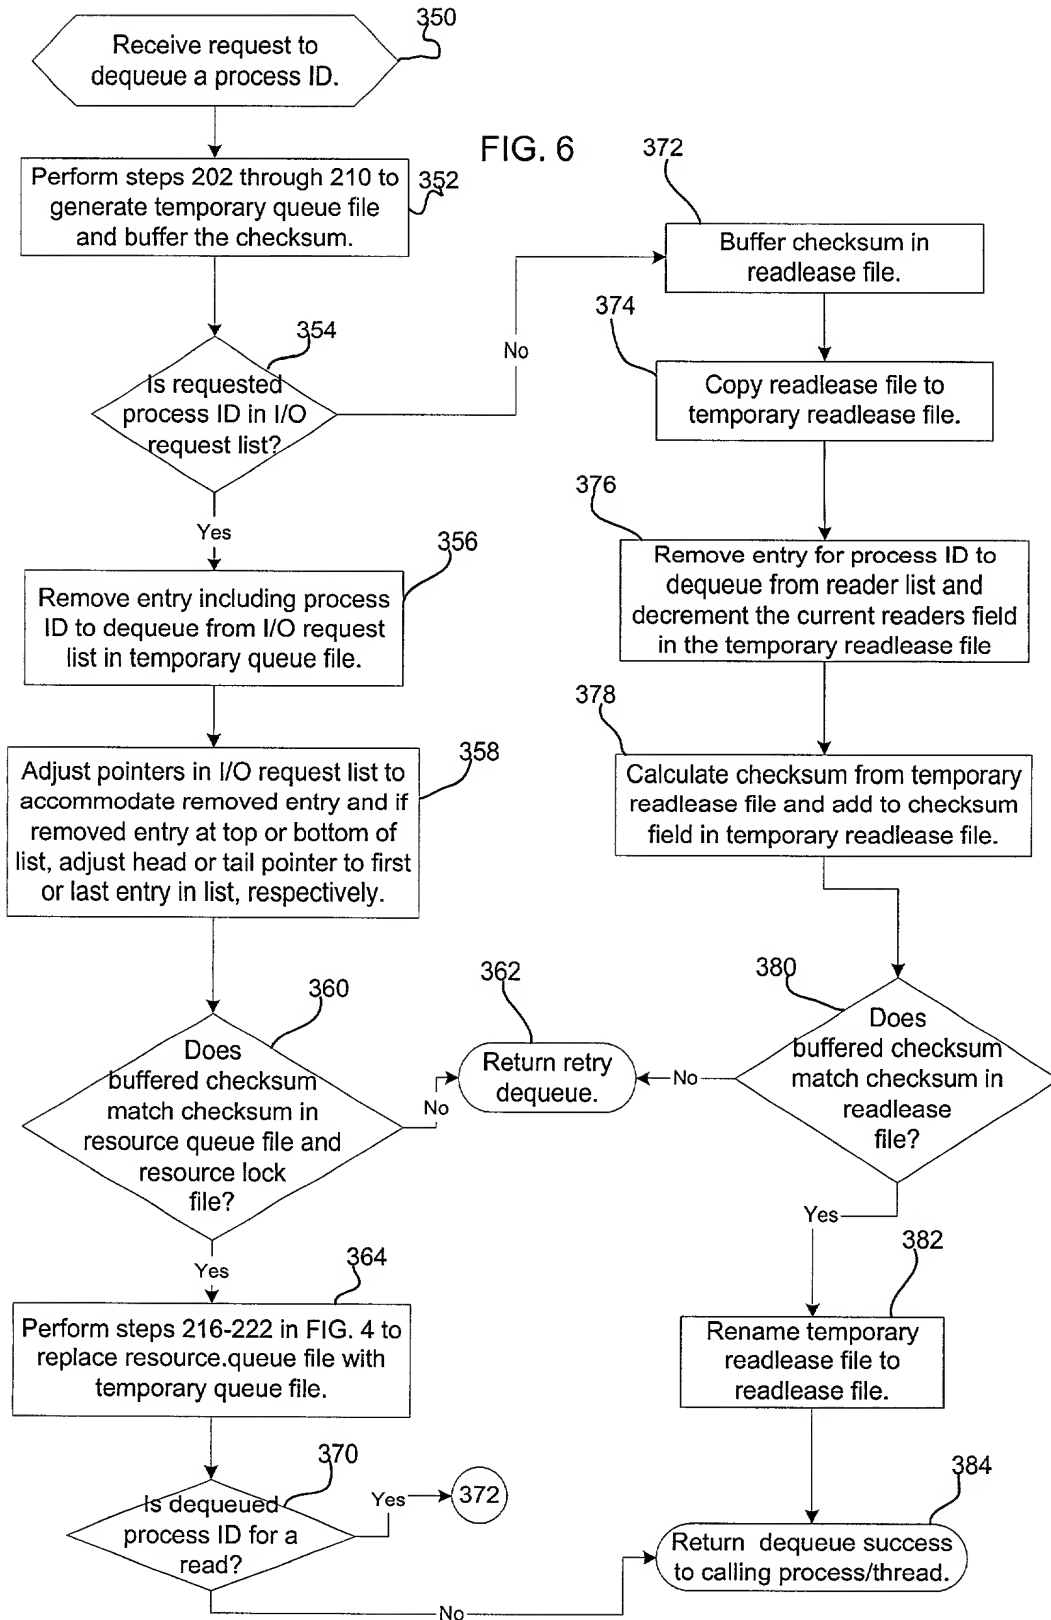 350
Receive request to
dequeue a process ID.
FIG. 6
Perform steps 202 through 210 to
generate temporary queue file
and buffer the checksum.
352
354
Is requested
process ID in I/O
request list?
No
Yes
356
Remove entry including process
ID to dequeue from I/O request
list in temporary queue file.
358
Adjust pointers in I/O request list to
accommodate removed entry and if
removed entry at top or bottom of
list, adjust head or tail pointer to first
or last entry in list, respectively.
360
Does
buffered checksum
match checksum in
resource queue file and
resource lock
file?
No
362
Return retry
dequeue.
Yes
364
Perform steps 216-222 in FIG. 4 to
replace resource.queue file with
temporary queue file.
370
Is dequeued
process ID for a
read?
Yes
372
No
372
Buffer checksum in
readlease file.
374
Copy readlease file to
temporary readlease file.
376
Remove entry for process ID to
dequeue from reader list and
decrement the current readers field
in the temporary readlease file
378
Calculate checksum from temporary
readlease file and add to checksum
field in temporary readlease file.
380
Does
buffered checksum
match checksum in
readlease
file?
No
Yes
382
Rename temporary
readlease file to
readlease file.
384
Return dequeue success
to calling process/thread.